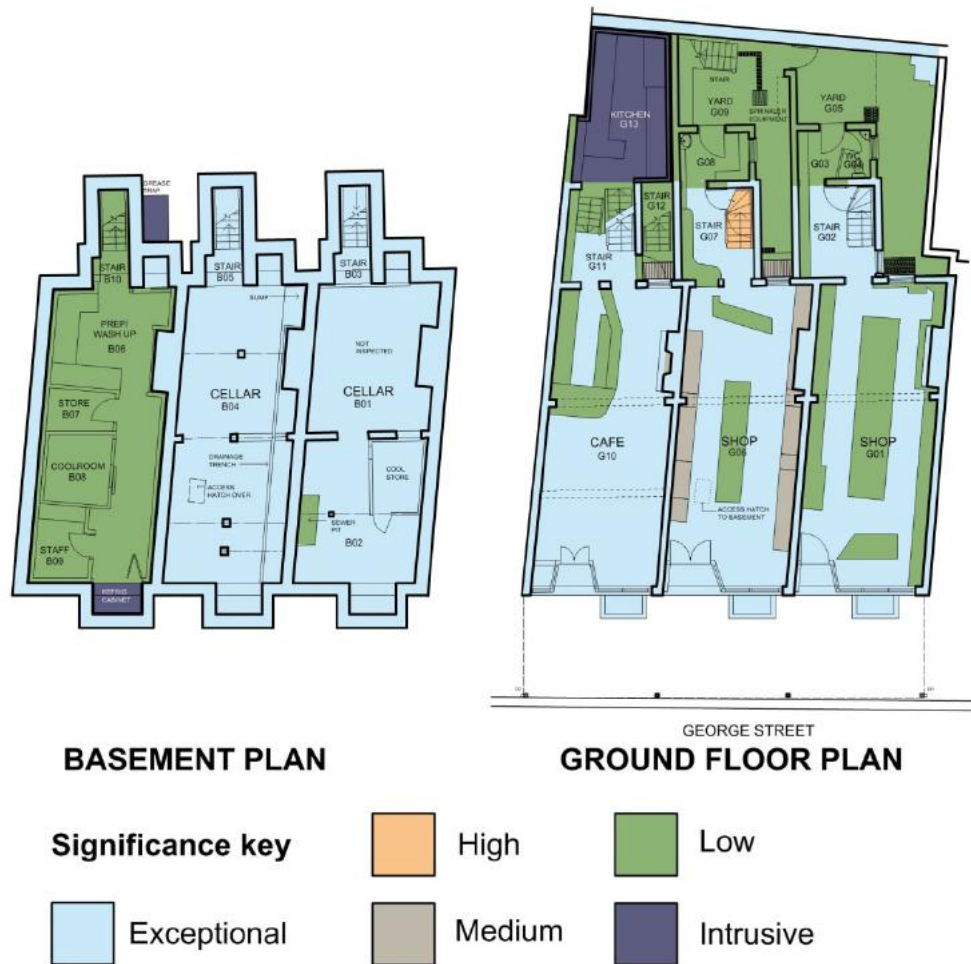 GREASE
TRAP
STAIR
B10
STAIR
B05
STAIR
B03
SUMP
PREP/
WASH UP
B06
NOT
INSPECTED
CELLAR
B04
CELLAR
B01
STORE
B07
COOLROOM
B08
DRAINAGE
TRENCH
ACCESS
HATCH OVER
COOL
STORE
SEWER
PIT
B02
STAFF
B09
REFRIG
CABINET
BASEMENT PLAN
KITCHEN
G13
STAIR
YARD
G09
SPRINKLER
EQUIPMENT
YARD
G05
G08
G03
WC
G04
STAIR
G12
STAIR
G11
STAIR
G07
STAIR
G02
CAFE
G10
SHOP
G06
SHOP
G01
ACCESS HATCH
TO BASEMENT
GEORGE STREET
GROUND FLOOR PLAN
Significance key
High
Low
Exceptional
Medium
Intrusive